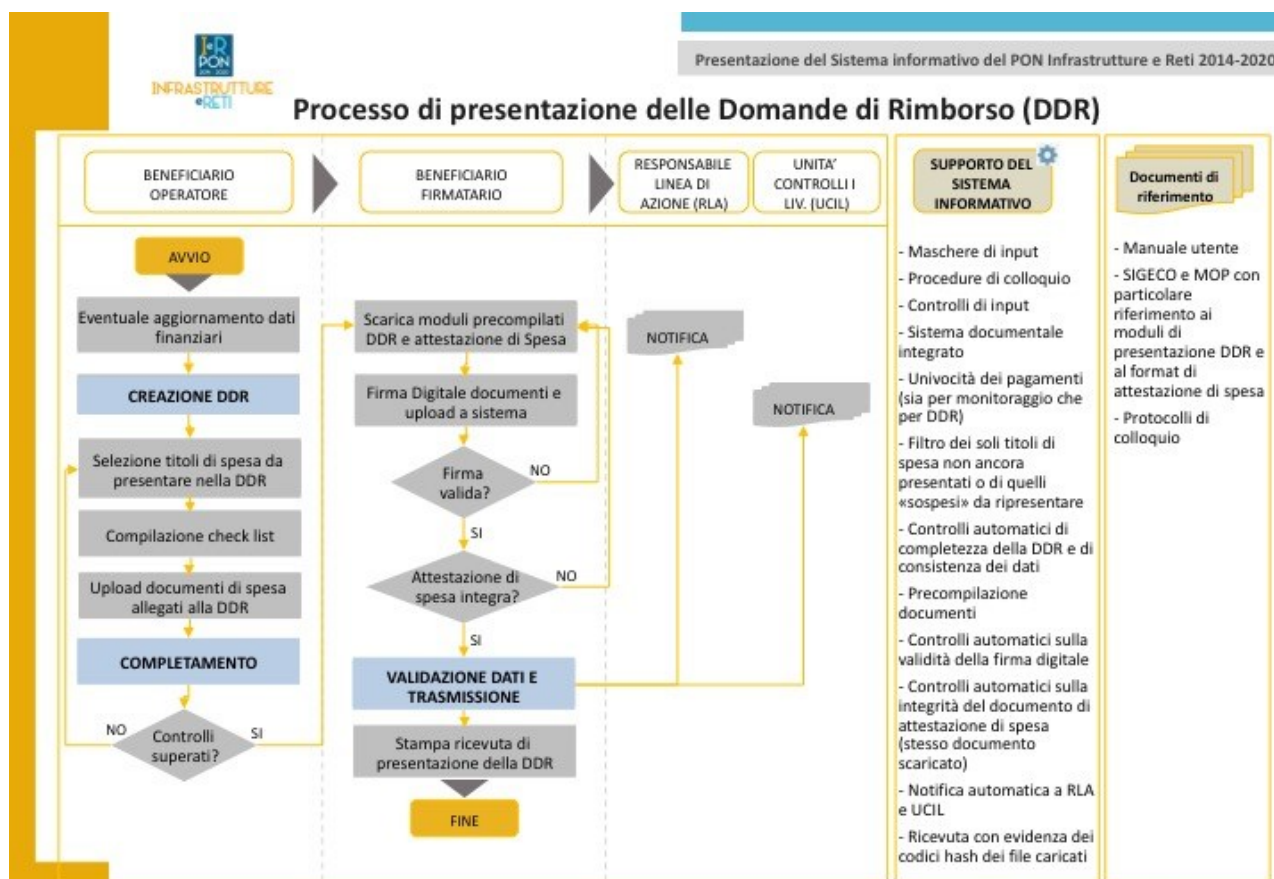 I e R
PON
2014 - 2020
INFRASTRUTTURE
e RETI
Presentazione del Sistema informativo del PON Infrastrutture e Reti 2014-2020
Processo di presentazione delle Domande di Rimborso (DDR)
BENEFICIARIO
OPERATORE
BENEFICIARIO
FIRMATARIO
RESPONSABILE
LINEA DI
AZIONE (RLA)
UNITA'
CONTROLLI I
LIV. (UCIL)
SUPPORTO DEL
SISTEMA
INFORMATIVO
Documenti di
riferimento
AVVIO
Eventuale aggiornamento dati
finanziari
CREAZIONE DDR
Selezione titoli di spesa da
presentare nella DDR
Compilazione check list
Upload documenti di spesa
allegati alla DDR
COMPLETAMENTO
NO
Controlli
superati?
SI
Scarica moduli precompilati
DDR e attestazione di Spesa
Firma Digitale documenti e
upload a sistema
Firma
valida?
NO
SI
Attestazione di
spesa integra?
NO
SI
VALIDAZIONE DATI E
TRASMISSIONE
Stampa ricevuta di
presentazione della DDR
FINE
NOTIFICA
NOTIFICA
- Maschere di input
- Procedure di colloquio
- Controlli di input
- Sistema documentale
integrato
- Univocità dei pagamenti
(sia per monitoraggio che
per DDR)
- Filtro dei soli titoli di
spesa non ancora
presentati o di quelli
«sospesi» da ripresentare
- Controlli automatici di
completezza della DDR e di
consistenza dei dati
- Precompilazione
documenti
- Controlli automatici sulla
validità della firma digitale
- Controlli automatici sulla
integrità del documento di
attestazione di spesa
(stesso documento
scaricato)
- Notifica automatica a RLA
e UCIL
- Ricevuta con evidenza dei
codici hash dei file caricati
- Manuale utente
- SIGECO e MOP con
particolare
riferimento ai
moduli di
presentazione DDR e
al format di
attestazione di spesa
- Protocolli di
colloquio